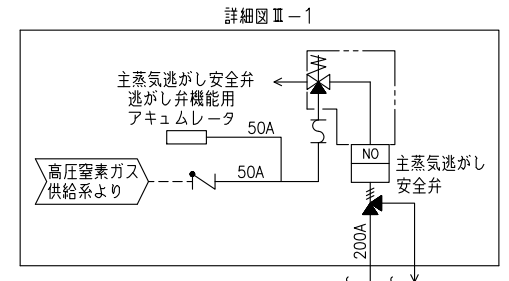 詳細図Ⅲ－1
主蒸気逃がし安全弁
逃がし弁機能用
アキュムレータ
50A
50A
高圧窒素ガス
供給系より
NO
主蒸気逃がし
安全弁
200A